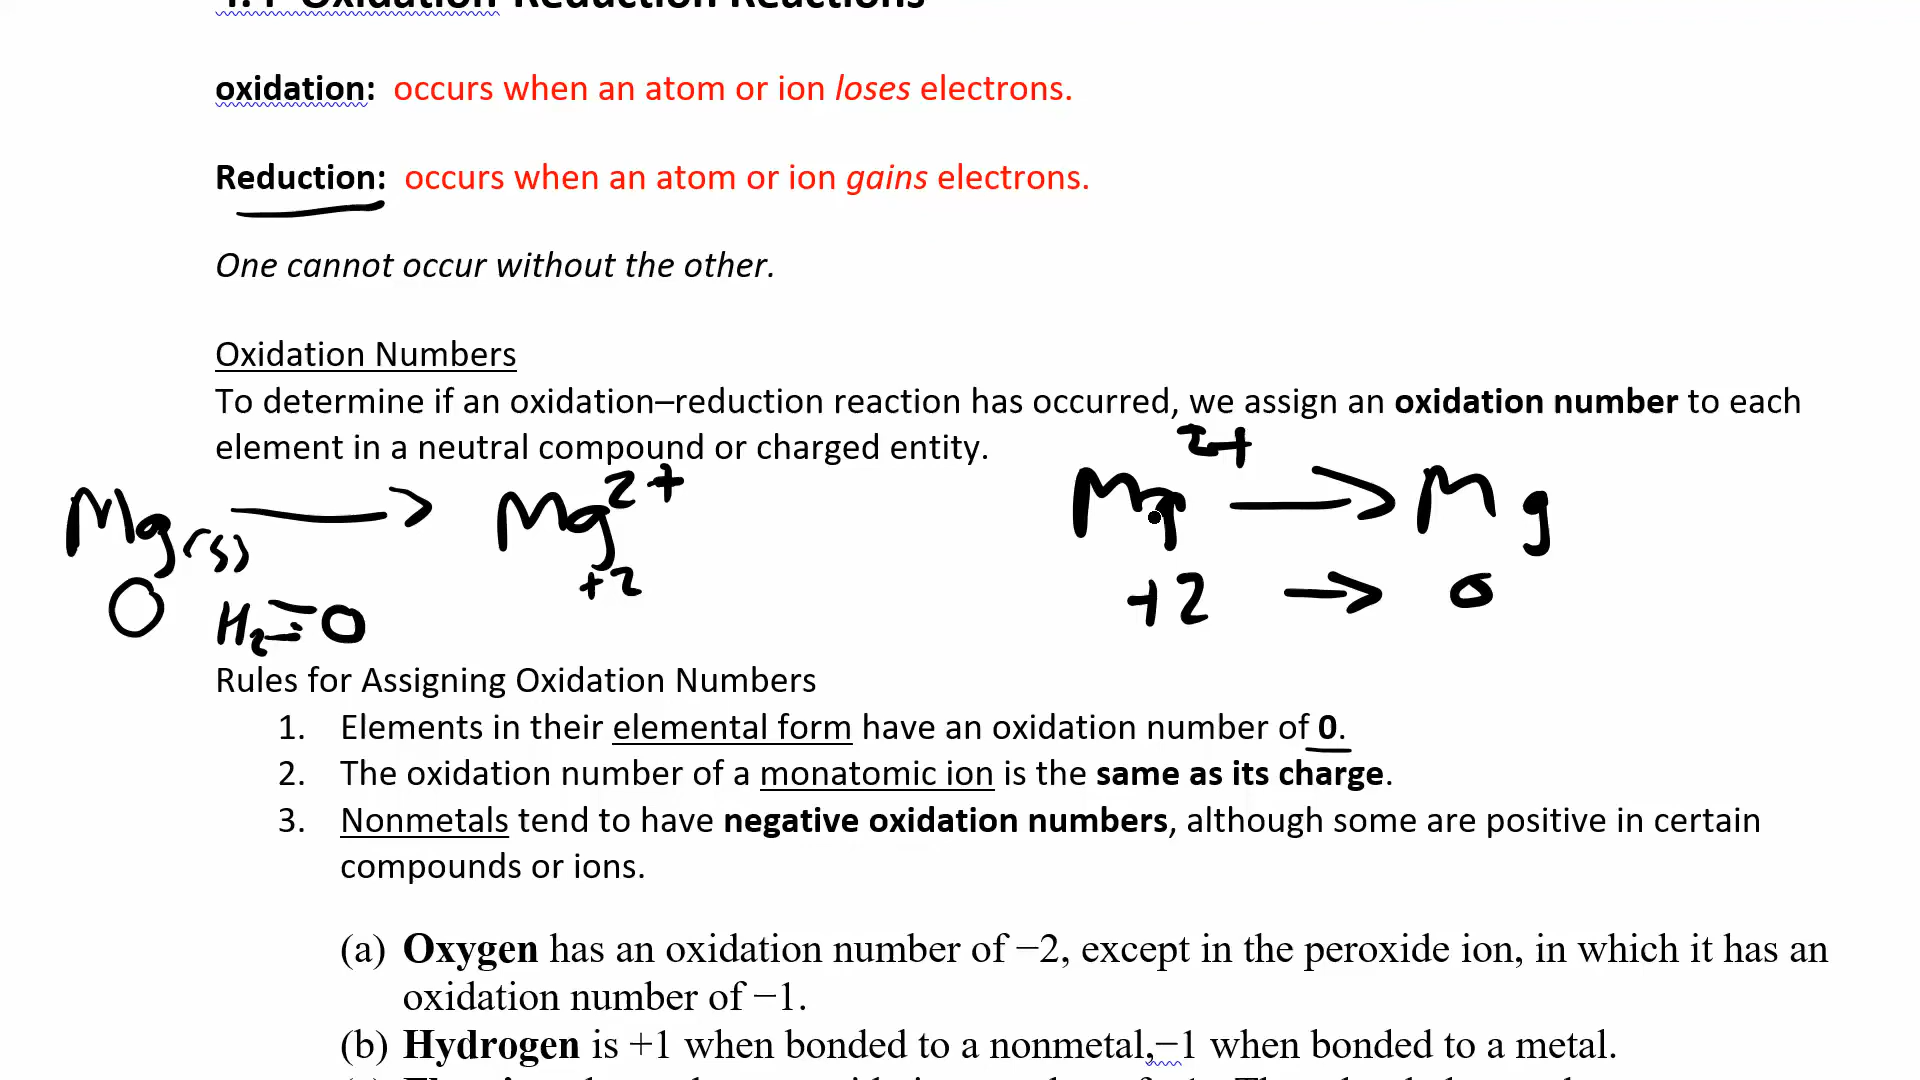 4.4 Oxidation-Reduction Reactions
oxidation: occurs when an atom or ion loses electrons.
Reduction: occurs when an atom or ion gains electrons.
One cannot occur without the other.
Oxidation Numbers
To determine if an oxidation–reduction reaction has occurred, we assign an oxidation number to each
element in a neutral compound or charged entity.
Mg(s) → Mg2+
Mg2+ → Mg
0 +2
+2 → 0
H2 = 0
Rules for Assigning Oxidation Numbers
1. Elements in their elemental form have an oxidation number of 0.
2. The oxidation number of a monatomic ion is the same as its charge.
3. Nonmetals tend to have negative oxidation numbers, although some are positive in certain
compounds or ions.
(a) Oxygen has an oxidation number of −2, except in the peroxide ion, in which it has an
oxidation number of −1.
(b) Hydrogen is +1 when bonded to a nonmetal,−1 when bonded to a metal.